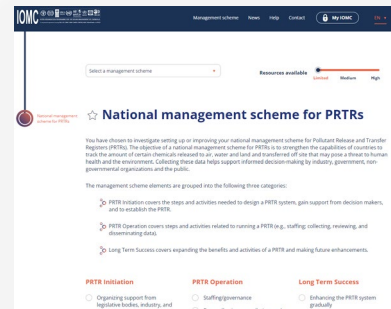 IOMC
Management scheme News Help Contact My IOMC EN
Select a management scheme
Resources available
Limited Medium High
National management
scheme for PRTRs
National management scheme for PRTRs
You have chosen to investigate setting up or improving your national management scheme for Pollutant Release and Transfer
Registers (PRTRs). The objective of a national management scheme for PRTRs is to strengthen the capabilities of countries to
track the amount of certain chemicals released to air, water and land and transferred off site that may pose a threat to human
health and the environment. Collecting these data helps support informed decision-making by industry, government, non-
governmental organizations and the public.
The management scheme elements are grouped into the following three categories:
PRTR Initiation covers the steps and activities needed to design a PRTR system, gain support from decision makers,
and to establish the PRTR.
PRTR Operation covers steps and activities related to running a PRTR (e.g., staffing; collecting, reviewing, and
disseminating data).
Long Term Success covers expanding the benefits and activities of a PRTR and making future enhancements.
PRTR Initiation PRTR Operation Long Term Success
Organizing support from Staffing/governance Enhancing the PRTR system
legislative bodies, industry, and gradually